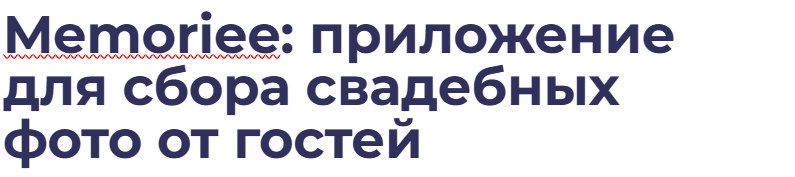 Memoriee: приложение
для сбора свадебных
фото от гостей